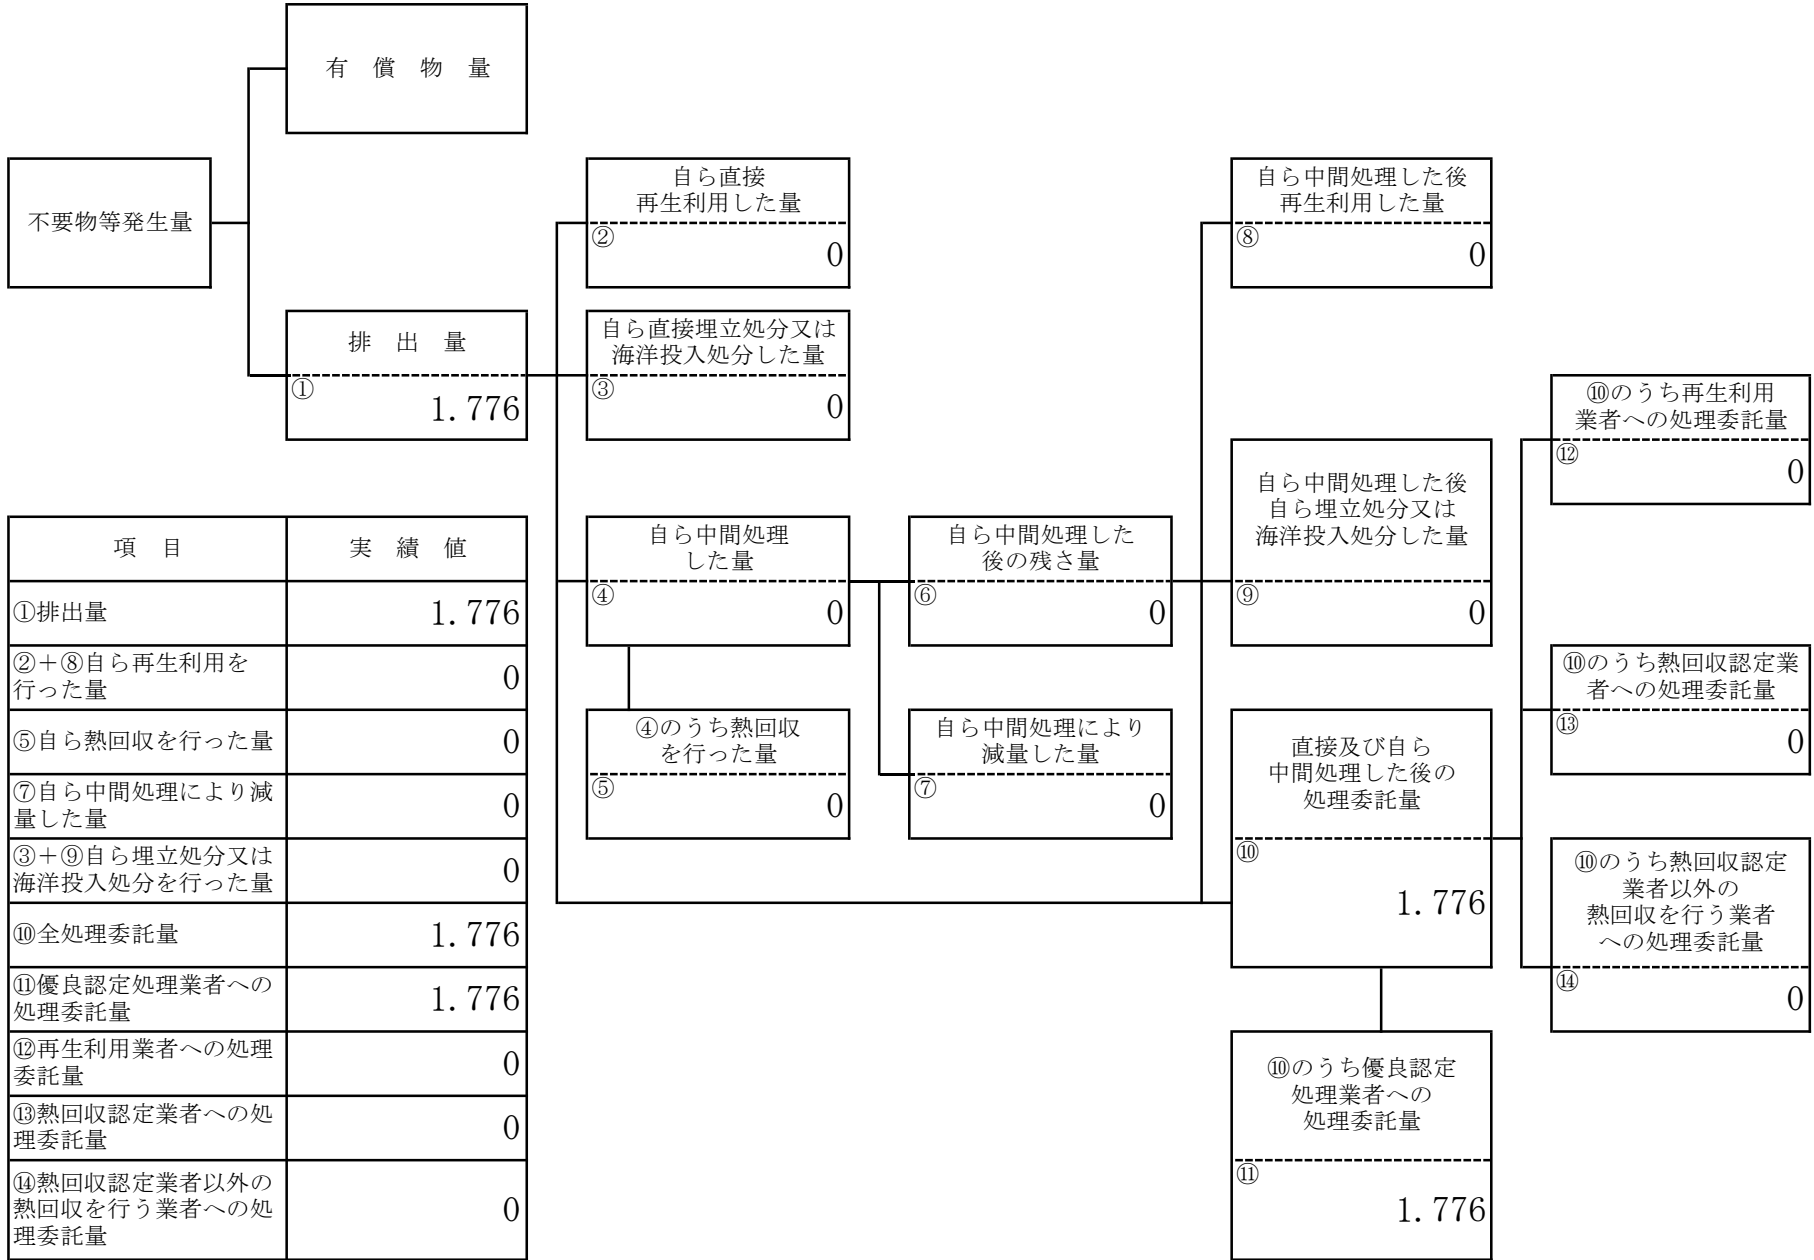 有 償 物 量
不要物等発生量
排 出 量
①
1.776
自ら直接
再生利用した量
②
0
自ら直接埋立処分又は
海洋投入処分した量
③
0
自ら中間処理
した量
④
0
④のうち熱回収
を行った量
⑤
0
自ら中間処理した
後の残さ量
⑥
0
自ら中間処理により
減量した量
⑦
0
自ら中間処理した後
再生利用した量
⑧
0
自ら中間処理した後
自ら埋立処分又は
海洋投入処分した量
⑨
0
直接及び自ら
中間処理した後の
処理委託量
⑩
1.776
⑩のうち優良認定
処理業者への
処理委託量
⑪
1.776
⑩のうち再生利用
業者への処理委託量
⑫
0
⑩のうち熱回収認定業
者への処理委託量
⑬
0
⑩のうち熱回収認定
業者以外の
熱回収を行う業者
への処理委託量
⑭
0
項 目 実 績 値
①排出量 1.776
②+⑧自ら再生利用を
行った量 0
⑤自ら熱回収を行った量 0
⑦自ら中間処理により減
量した量 0
③+⑨自ら埋立処分又は
海洋投入処分を行った量 0
⑩全処理委託量 1.776
⑪優良認定処理業者への
処理委託量 1.776
⑫再生利用業者への処理
委託量 0
⑬熱回収認定業者への処
理委託量 0
⑭熱回収認定業者以外の
熱回収を行う業者への処
理委託量 0